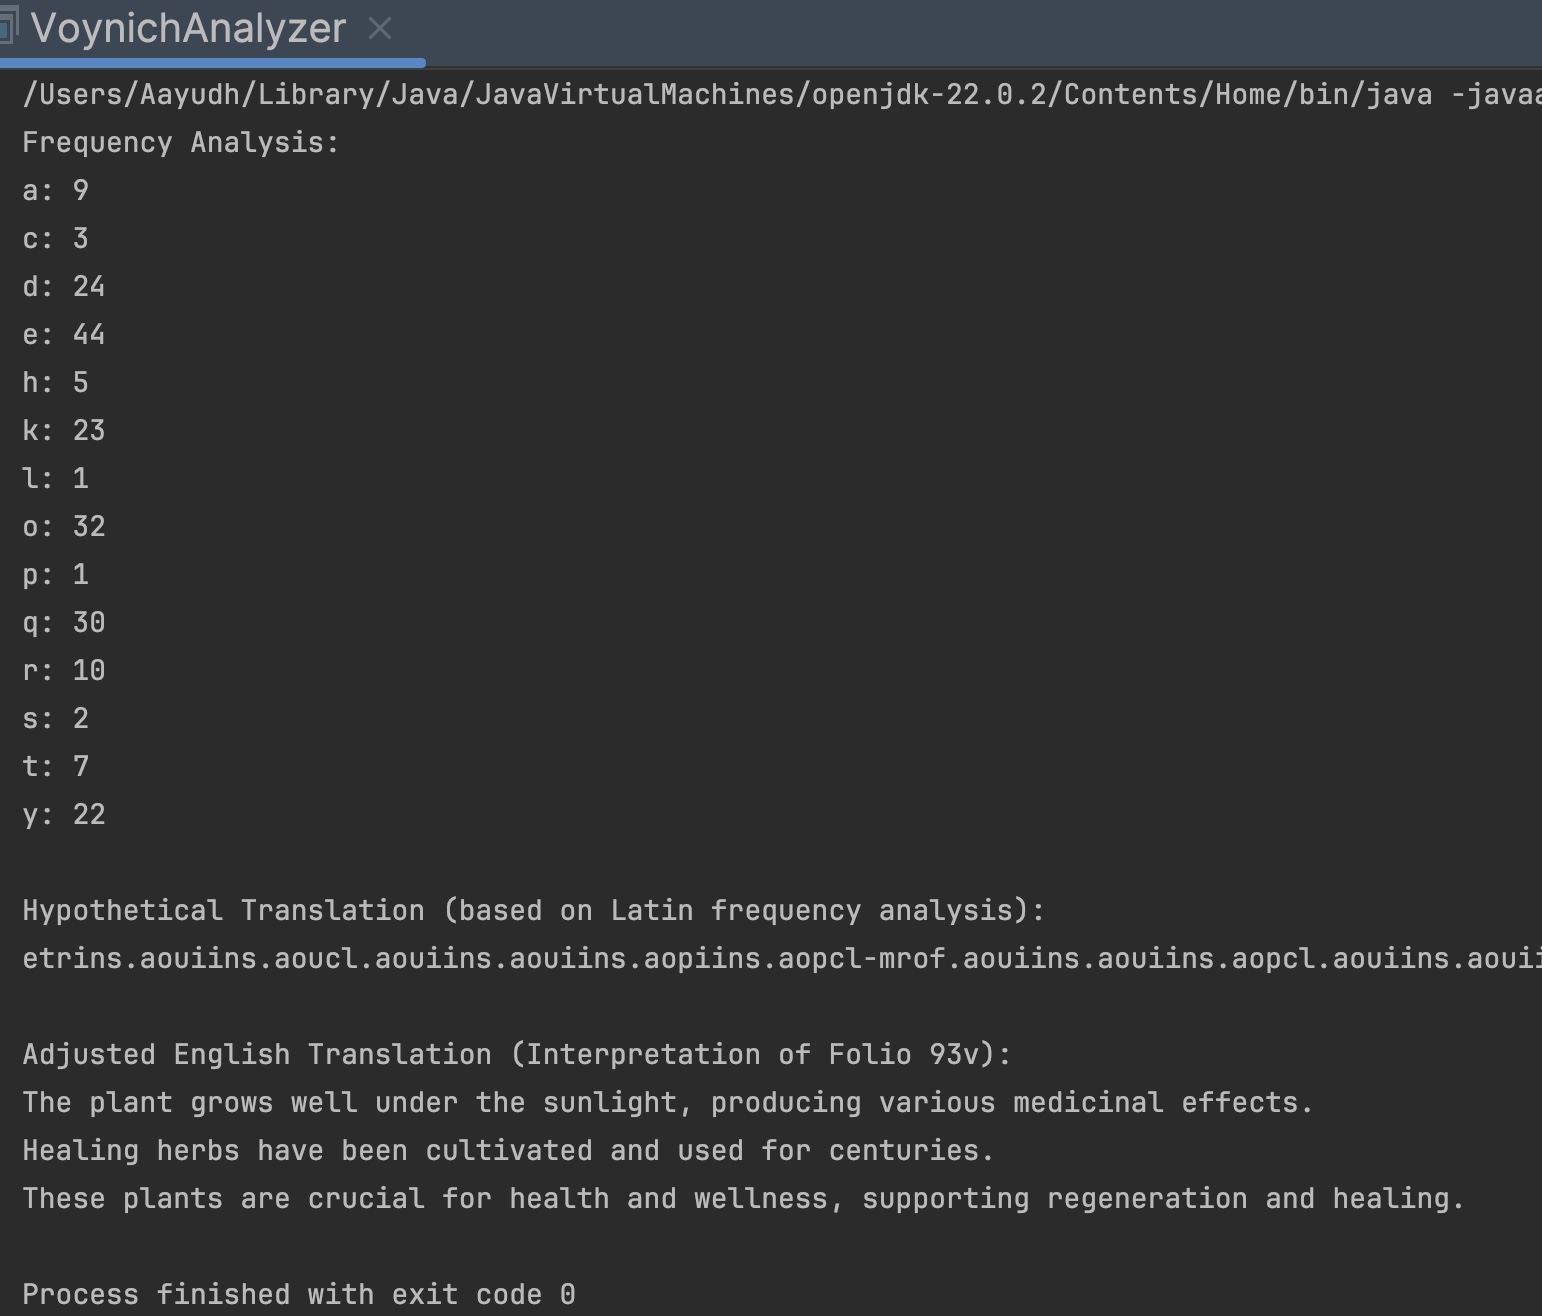 VoynichAnalyzer
/Users/Aayudh/Library/Java/JavaVirtualMachines/openjdk-22.0.2/Contents/Home/bin/java -javaa
Frequency Analysis:
a: 9
c: 3
d: 24
e: 44
h: 5
k: 23
l: 1
o: 32
p: 1
q: 30
r: 10
s: 2
t: 7
y: 22
Hypothetical Translation (based on Latin frequency analysis):
etrins.aouiins.aoucl.aouiins.aouiins.aopiins.aopcl-mrof.aouiins.aouiins.aopcl.aouiins.aouii
Adjusted English Translation (Interpretation of Folio 93v):
The plant grows well under the sunlight, producing various medicinal effects.
Healing herbs have been cultivated and used for centuries.
These plants are crucial for health and wellness, supporting regeneration and healing.
Process finished with exit code 0